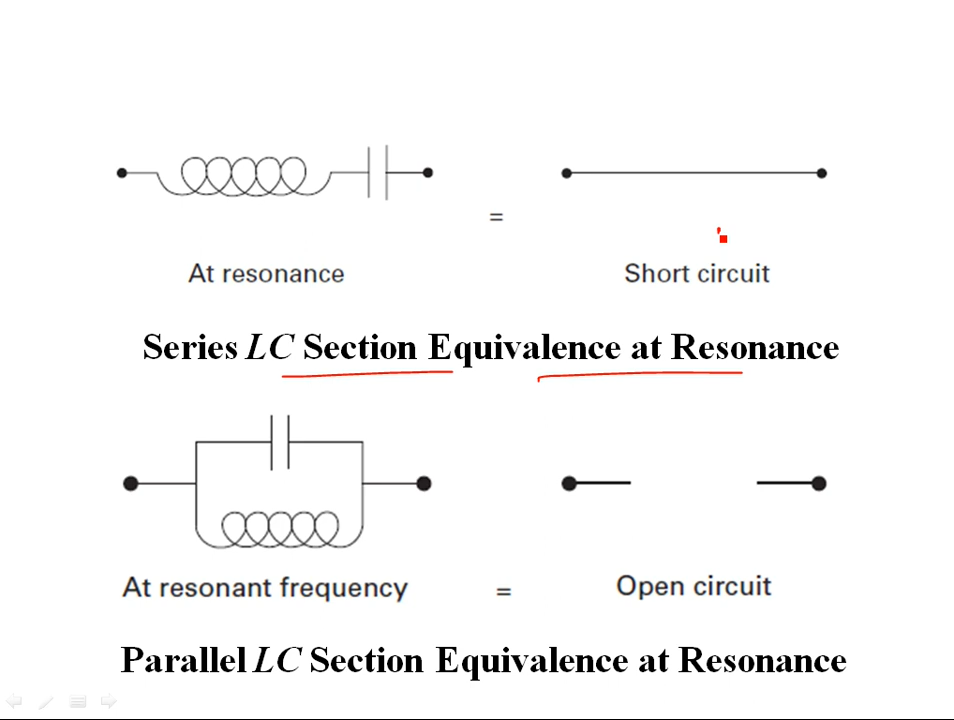 =
At resonance Short circuit
Series LC Section Equivalence at Resonance
At resonant frequency = Open circuit
Parallel LC Section Equivalence at Resonance